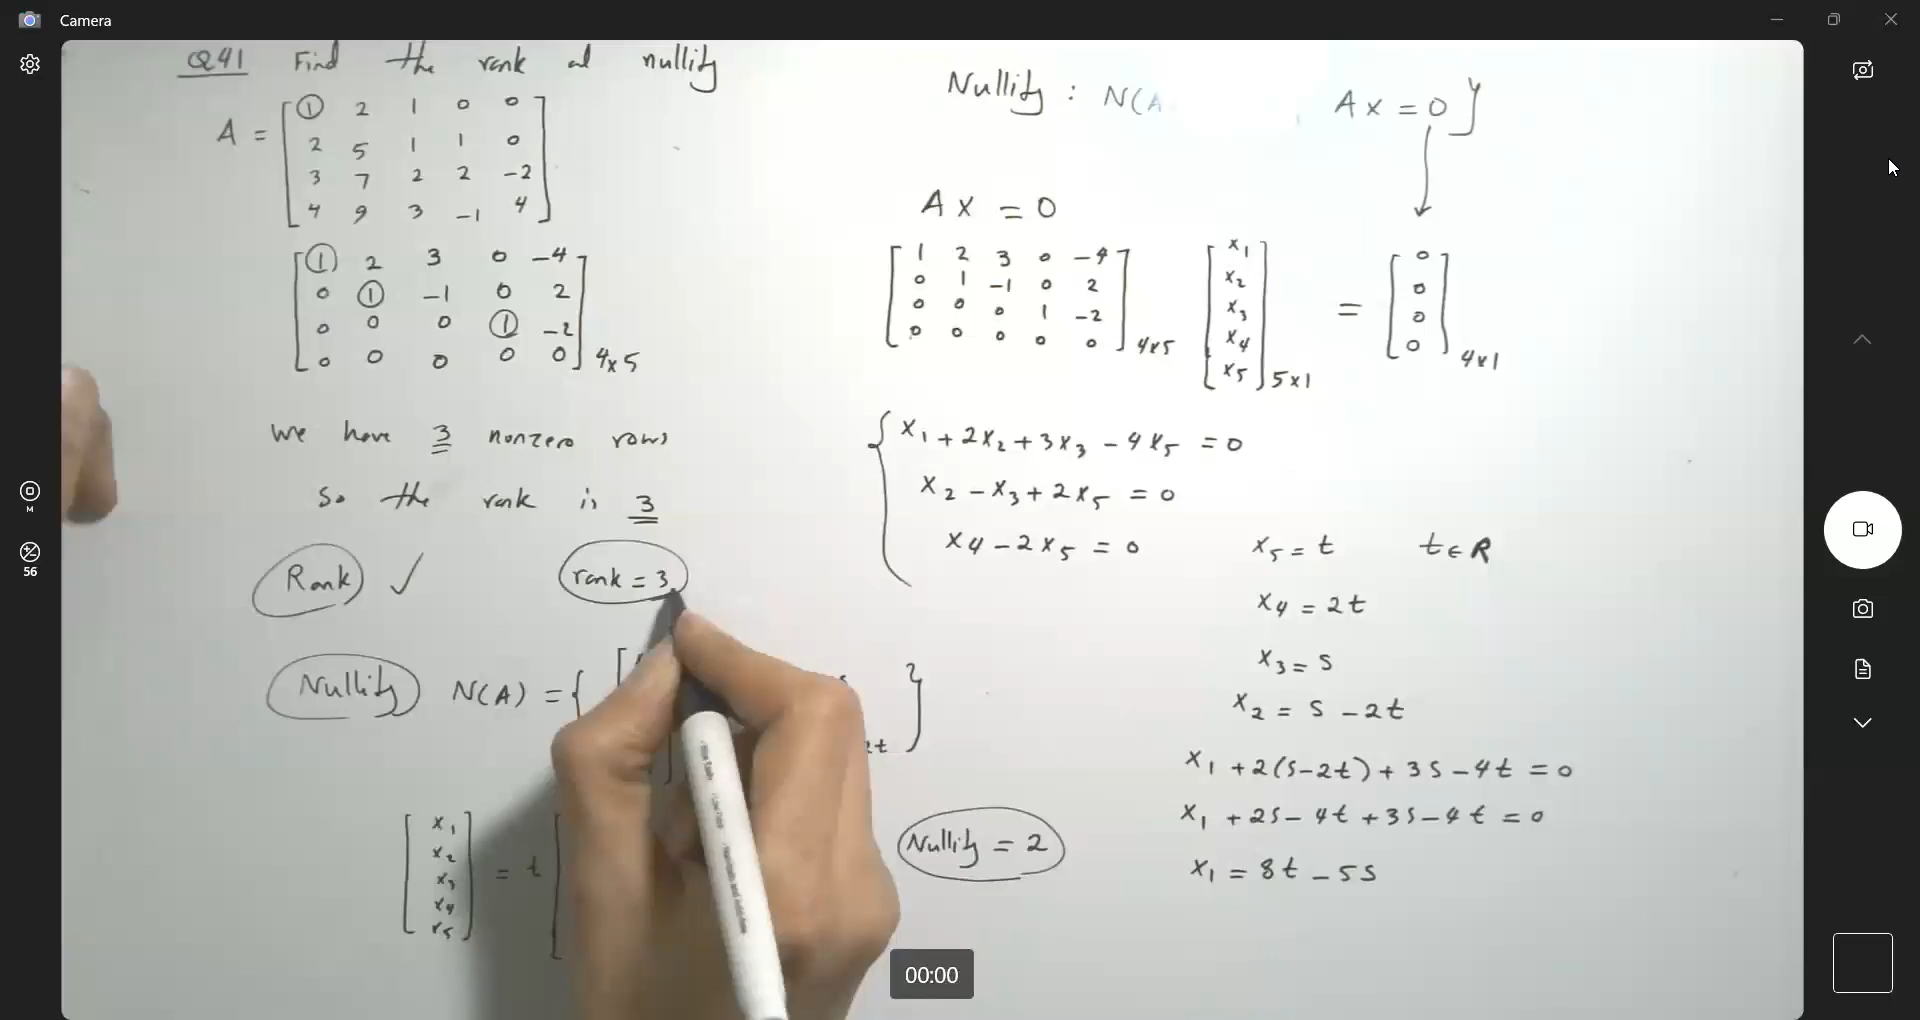 Camera
Q41 Find the rank ad nullity
A = [ 1 2 1 0 0
2 5 1 1 0
3 7 2 2 -2
4 9 3 -1 4 ]
[ 1 2 3 0 -4
0 1 -1 0 2
0 0 0 1 -2
0 0 0 0 0 ] 4x5
we have 3 nonzero rows
So the rank is 3
Rank ✓ rank = 3
Nullity N(A) = {
2t }
[ x1
x2
x3
x4
x5 ] = t [
Nullity = 2
Nullity : N(A Ax = 0 }
Ax = 0
[ 1 2 3 0 -4
0 1 -1 0 2
0 0 0 1 -2
0 0 0 0 0 ] 4x5
[ x1
x2
x3
x4
x5 ] 5x1
= [ 0
0
0
0 ] 4x1
{ x1 + 2x2 + 3x3 - 4x5 = 0
x2 - x3 + 2x5 = 0
x4 - 2x5 = 0
x5 = t t ∈ R
x4 = 2t
x3 = s
x2 = s - 2t
x1 + 2(s-2t) + 3s - 4t = 0
x1 + 2s - 4t + 3s - 4t = 0
x1 = 8t - 5s
M
56
00:00